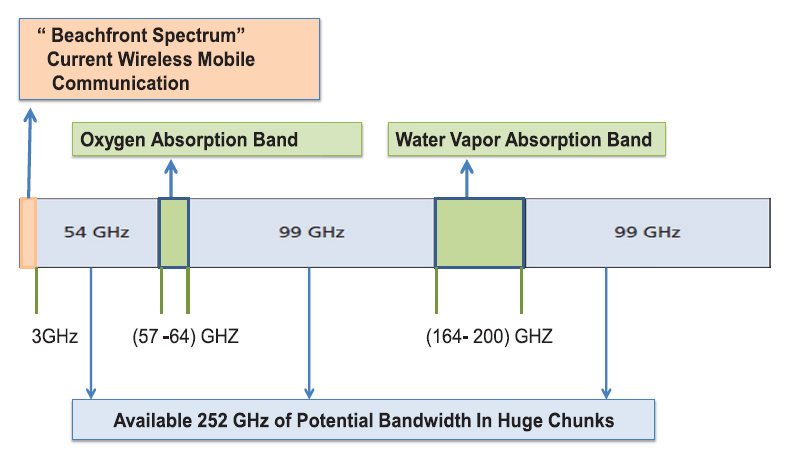 “ Beachfront Spectrum”
Current Wireless Mobile
Communication
Oxygen Absorption Band
Water Vapor Absorption Band
54 GHz
99 GHz
99 GHz
3GHz
(57 -64) GHZ
(164- 200) GHZ
Available 252 GHz of Potential Bandwidth In Huge Chunks